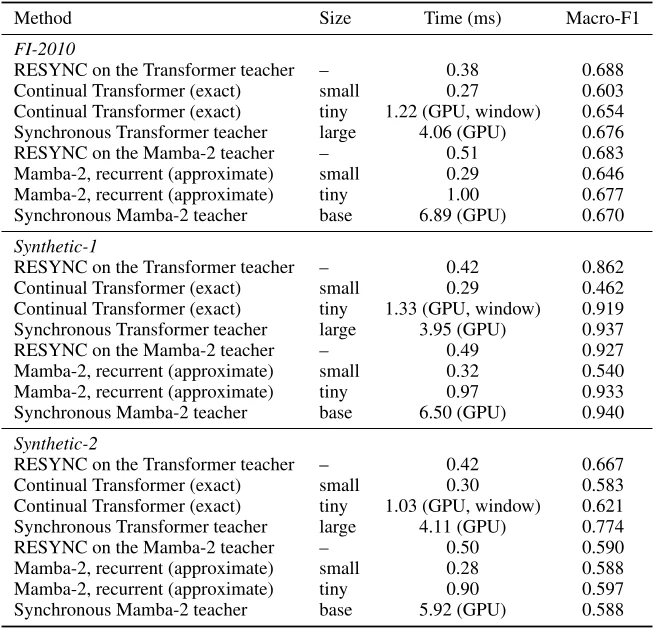 Method Size Time (ms) Macro-F1
FI-2010
RESYNC on the Transformer teacher – 0.38 0.688
Continual Transformer (exact) small 0.27 0.603
Continual Transformer (exact) tiny 1.22 (GPU, window) 0.654
Synchronous Transformer teacher large 4.06 (GPU) 0.676
RESYNC on the Mamba-2 teacher – 0.51 0.683
Mamba-2, recurrent (approximate) small 0.29 0.646
Mamba-2, recurrent (approximate) tiny 1.00 0.677
Synchronous Mamba-2 teacher base 6.89 (GPU) 0.670
Synthetic-1
RESYNC on the Transformer teacher – 0.42 0.862
Continual Transformer (exact) small 0.29 0.462
Continual Transformer (exact) tiny 1.33 (GPU, window) 0.919
Synchronous Transformer teacher large 3.95 (GPU) 0.937
RESYNC on the Mamba-2 teacher – 0.49 0.927
Mamba-2, recurrent (approximate) small 0.32 0.540
Mamba-2, recurrent (approximate) tiny 0.97 0.933
Synchronous Mamba-2 teacher base 6.50 (GPU) 0.940
Synthetic-2
RESYNC on the Transformer teacher – 0.42 0.667
Continual Transformer (exact) small 0.30 0.583
Continual Transformer (exact) tiny 1.03 (GPU, window) 0.621
Synchronous Transformer teacher large 4.11 (GPU) 0.774
RESYNC on the Mamba-2 teacher – 0.50 0.590
Mamba-2, recurrent (approximate) small 0.28 0.588
Mamba-2, recurrent (approximate) tiny 0.90 0.597
Synchronous Mamba-2 teacher base 5.92 (GPU) 0.588